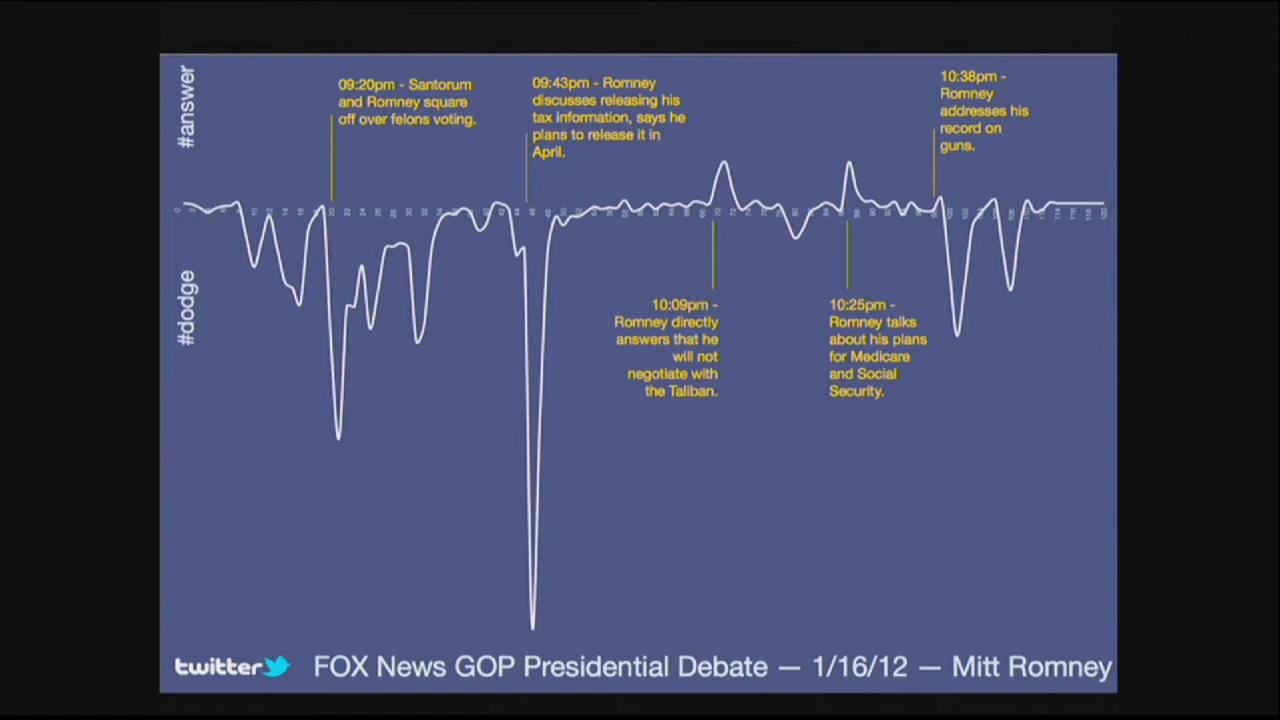 #answer
09:20pm - Santorum
and Romney square
off over felons voting.
09:43pm - Romney
discusses releasing his
tax information, says he
plans to release it in
April.
10:38pm -
Romney
addresses his
record on
guns.
#dodge
10:09pm -
Romney directly
answers that he
will not
negotiate with
the Taliban.
10:25pm -
Romney talks
about his plans
for Medicare
and Social
Security.
twitter FOX News GOP Presidential Debate — 1/16/12 — Mitt Romney